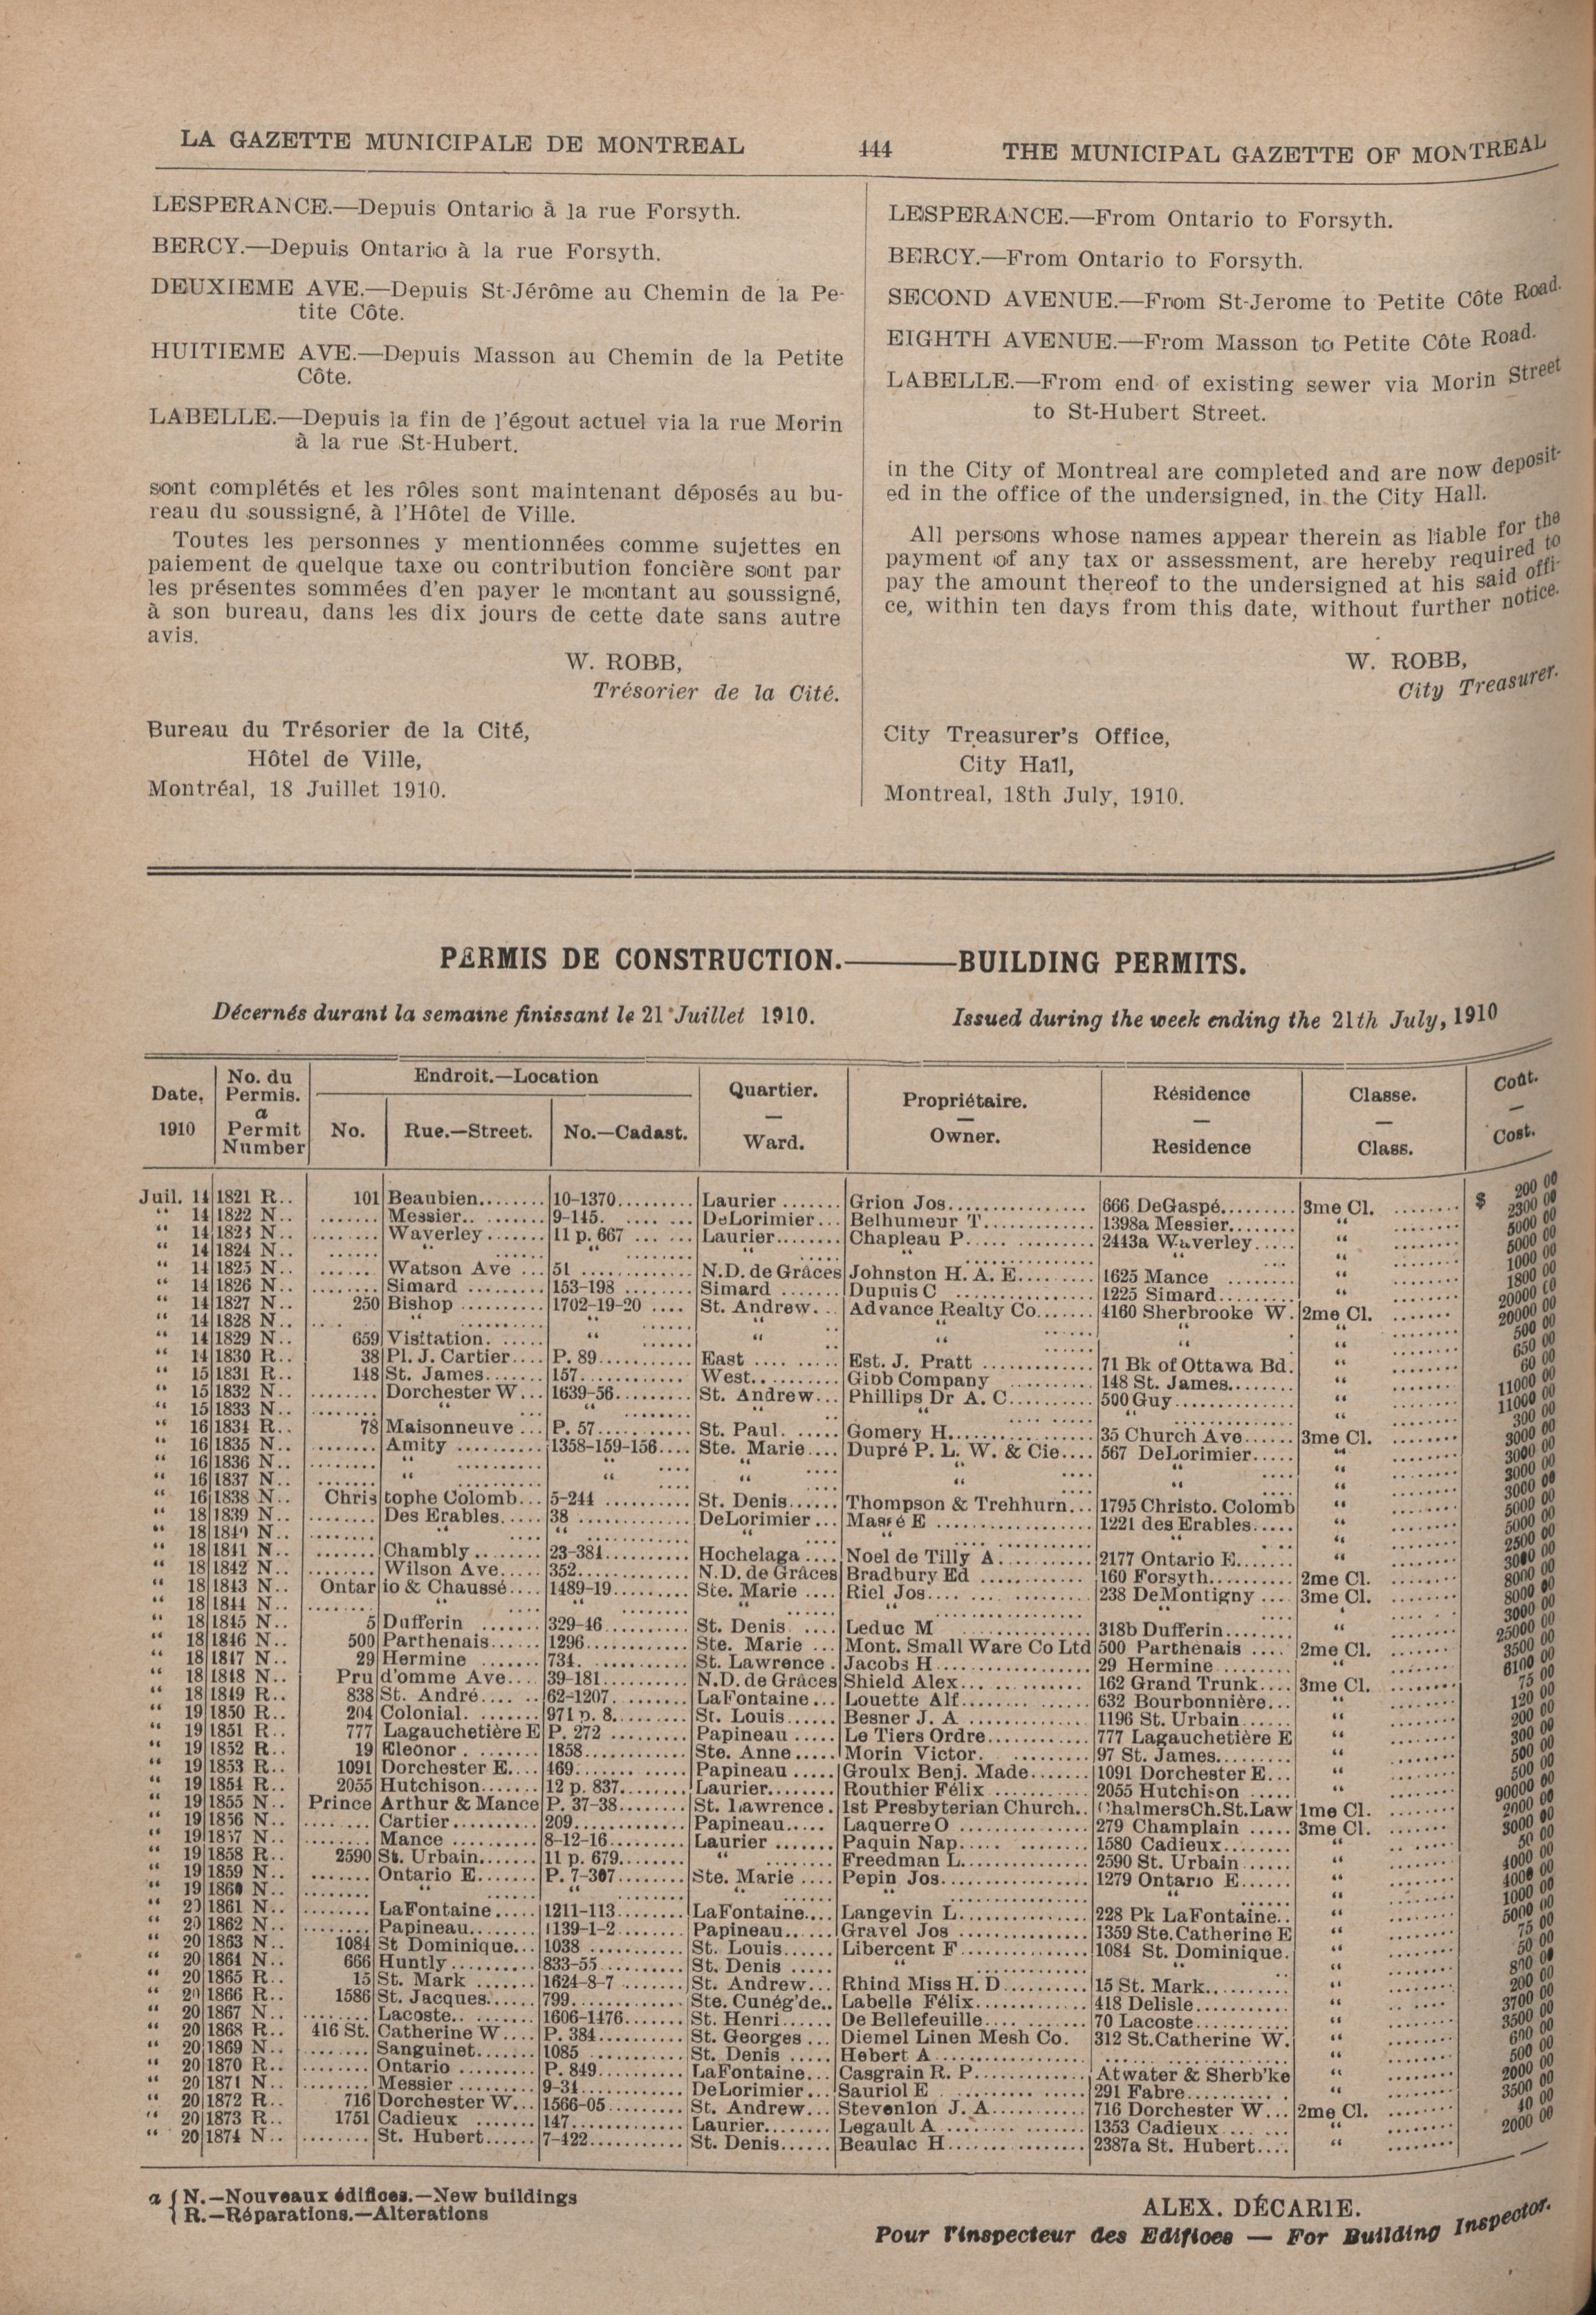 LA GAZETTE MUNICIPALE DE MONTREAL 444 THE MUNICIPAL GAZETTE OF MONTREAL
LESPERANCE.—Depuis Ontario à la rue Forsyth.
BERCY.—Depuis Ontario à la rue Forsyth.
DEUXIEME AVE.—Depuis St-Jérôme au Chemin de la Pe-
tite Côte.
HUITIEME AVE.—Depuis Masson au Chemin de la Petite
Côte.
LABELLE.—Depuis la fin de l'égout actuel via la rue Morin
à la rue St-Hubert.
sont complétés et les rôles sont maintenant déposés au bu-
reau du soussigné, à l'Hôtel de Ville.
Toutes les personnes y mentionnées comme sujettes en
paiement de quelque taxe ou contribution foncière sont par
les présentes sommées d'en payer le montant au soussigné,
à son bureau, dans les dix jours de cette date sans autre
avis.
W. ROBB,
Trésorier de la Cité.
Bureau du Trésorier de la Cité,
Hôtel de Ville,
Montréal, 18 Juillet 1910.
LESPERANCE.—From Ontario to Forsyth.
BERCY.—From Ontario to Forsyth.
SECOND AVENUE.—From St-Jerome to Petite Côte Road.
EIGHTH AVENUE.—From Masson to Petite Côte Road.
LABELLE.—From end of existing sewer via Morin Street
to St-Hubert Street.
in the City of Montreal are completed and are now deposit-
ed in the office of the undersigned, in the City Hall.
All persons whose names appear therein as liable for the
payment of any tax or assessment, are hereby required to
pay the amount thereof to the undersigned at his said offi-
ce, within ten days from this date, without further notice.
W. ROBB,
City Treasurer.
City Treasurer's Office,
City Hall,
Montreal, 18th July, 1910.
PERMIS DE CONSTRUCTION.———BUILDING PERMITS.
Décernés durant la semaine finissant le 21 Juillet 1910. Issued during the week ending the 21th July, 1910
Date. 1910 | No. du Permis. a Permit Number | Endroit.—Location | No. | Rue.—Street. | No.—Cadast. | Quartier. — Ward. | Propriétaire. — Owner. | Résidence — Residence | Classe. — Class. | Coût. — Cost.
Juil. 14 1821 R.. 101 Beaubien 10-1370 Laurier Grion Jos 666 DeGaspé 3me Cl. $ 200 00
" 14 1822 N.. Messier 9-145 DeLorimier Belhumeur T 1398a Messier " 2300 00
" 14 1823 N.. Waverley 11 p. 667 Laurier Chapleau P 2443a Waverley " 5000 00
" 14 1824 N.. " " " " " 5000 00
" 14 1825 N.. Watson Ave 51 N.D. de Grâces Johnston H. A. E 1625 Mance " 1000 00
" 14 1826 N.. Simard 153-198 Simard Dupuis C 1225 Simard " 1800 00
" 14 1827 N.. 250 Bishop 1702-19-20 St. Andrew Advance Realty Co 4160 Sherbrooke W. 2me Cl. 20000 00
" 14 1828 N.. " " " " " " 20000 00
" 14 1829 N.. 659 Visitation " " " " " 500 00
" 14 1830 R.. 38 Pl. J. Cartier P. 89 East Est. J. Pratt 71 Bk of Ottawa Bd. " 650 00
" 15 1831 R.. 148 St. James 157 West Gibb Company 148 St. James " 60 00
" 15 1832 N.. Dorchester W 1639-56 St. Andrew Phillips Dr A. C 500 Guy " 11000 00
" 15 1833 N.. " " " " " " 11000 00
" 16 1834 R.. 78 Maisonneuve P. 57 St. Paul Gomery H 35 Church Ave 3me Cl. 300 00
" 16 1835 N.. Amity 1358-159-156 Ste. Marie Dupré P. L. W. & Cie 567 DeLorimier " 3000 00
" 16 1836 N.. " " " " " " 3000 00
" 16 1837 N.. " " " " " " 3000 00
" 16 1838 N.. Christophe Colomb 5-244 St. Denis Thompson & Trehhurn 1795 Christo. Colomb " 3000 00
" 18 1839 N.. Des Erables 38 DeLorimier Massé E 1221 des Erables " 5000 00
" 18 1840 N.. " " " " " " 5000 00
" 18 1841 N.. Chambly 23-384 Hochelaga Noel de Tilly A 2177 Ontario E " 2500 00
" 18 1842 N.. Wilson Ave 352 N.D. de Grâces Bradbury Ed 160 Forsyth 2me Cl. 3000 00
" 18 1843 N.. Ontario & Chaussé 1489-19 Ste. Marie Riel Jos 238 DeMontigny 3me Cl. 8000 00
" 18 1844 N.. " " " " " " 8000 00
" 18 1845 N.. 5 Dufferin 329-46 St. Denis Leduc M 318b Dufferin " 3000 00
" 18 1846 N.. 500 Parthenais 1296 Ste. Marie Mont. Small Ware Co Ltd 500 Parthenais 2me Cl. 25000 00
" 18 1847 N.. 29 Hermine 734 St. Lawrence Jacobs H 29 Hermine " 3500 00
" 18 1848 N.. Prud'omme Ave 39-181 N.D. de Grâces Shield Alex 162 Grand Trunk 3me Cl. 6100 00
" 18 1849 R.. 838 St. André 62-1207 LaFontaine Louette Alf 632 Bourbonnière " 75 00
" 19 1850 R.. 204 Colonial 971 p. 8 St. Louis Besner J. A 1196 St. Urbain " 120 00
" 19 1851 R.. 777 Lagauchetière E P. 272 Papineau Le Tiers Ordre 777 Lagauchetière E " 200 00
" 19 1852 R.. 19 Eleonor 1858 Ste. Anne Morin Victor 97 St. James " 300 00
" 19 1853 R.. 1091 Dorchester E 469 Papineau Groulx Benj. Made 1091 Dorchester E " 500 00
" 19 1854 R.. 2055 Hutchison 12 p. 837 Laurier Routhier Félix 2055 Hutchison " 500 00
" 19 1855 N.. Prince Arthur & Mance P. 37-38 St. Lawrence 1st Presbyterian Church Chalmers Ch. St. Law 1me Cl. 90000 00
" 19 1856 N.. Cartier 209 Papineau Laquerre O 279 Champlain 3me Cl. 2000 00
" 19 1857 N.. Mance 8-12-16 Laurier Paquin Nap 1580 Cadieux " 3000 00
" 19 1858 R.. 2590 St. Urbain 11 p. 679 " Freedman L 2590 St. Urbain " 50 00
" 19 1859 N.. Ontario E P. 7-307 Ste. Marie Pepin Jos 1279 Ontario E " 4000 00
" 19 1860 N.. " " " " " " 4000 00
" 20 1861 N.. LaFontaine 1211-113 LaFontaine Langevin L 228 Pk LaFontaine " 1000 00
" 20 1862 N.. Papineau 1139-1-2 Papineau Gravel Jos 1359 Ste. Catherine E " 5000 00
" 20 1863 N.. 1084 St Dominique 1038 St. Louis Libercent F 1084 St. Dominique " 75 00
" 20 1864 N.. 666 Huntly 833-55 St. Denis " " " 50 00
" 20 1865 R.. 15 St. Mark 1624-8-7 St. Andrew Rhind Miss H. D 15 St. Mark " 800 00
" 20 1866 R.. 1586 St. Jacques 799 Ste. Cunég'de Labelle Félix 418 Delisle " 200 00
" 20 1867 N.. Lacoste 1606-1476 St. Henri De Bellefeuille 70 Lacoste " 3700 00
" 20 1868 R.. 416 St. Catherine W P. 384 St. Georges Diemel Linen Mesh Co. 312 St. Catherine W. " 3500 00
" 20 1869 N.. Sanguinet 1085 St. Denis Hebert A " 600 00
" 20 1870 R.. Ontario P. 849 LaFontaine Casgrain R. P Atwater & Sherb'ke " 500 00
" 20 1871 N.. Messier 9-34 DeLorimier Sauriol E 291 Fabre " 2000 00
" 20 1872 R.. 716 Dorchester W 1566-05 St. Andrew Stevenlon J. A 716 Dorchester W 2me Cl. 3500 00
" 20 1873 R.. 1751 Cadieux 147 Laurier Legault A 1353 Cadieux " 40 00
" 20 1874 N.. St. Hubert 7-422 St. Denis Beaulac H 2387a St. Hubert " 2000 00
a { N.—Nouveaux édifices.—New buildings
R.—Réparations.—Alterations
ALEX. DÉCARIE.
Pour l'inspecteur des Edifices — For Building Inspector.